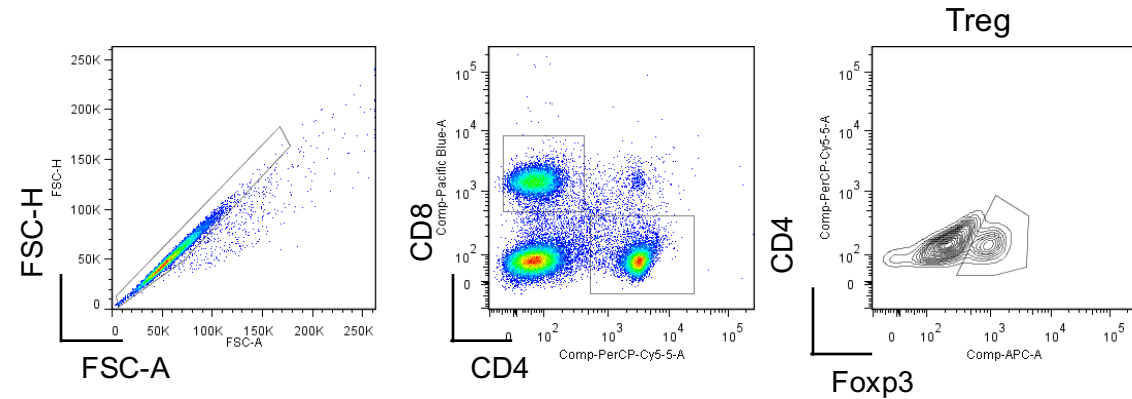 Treg
250K
200K
150K
100K
50K
0
FSC-H
FSC-H
0 50K 100K 150K 200K 250K
FSC-A
FSC-A
10^5
10^4
10^3
10^2
0
Comp-Pacific Blue-A
CD8
0 10^2 10^3 10^4 10^5
Comp-PerCP-Cy5-5-A
CD4
10^5
10^4
10^3
10^2
0
Comp-PerCP-Cy5-5-A
CD4
0 10^2 10^3 10^4 10^5
Comp-APC-A
Foxp3